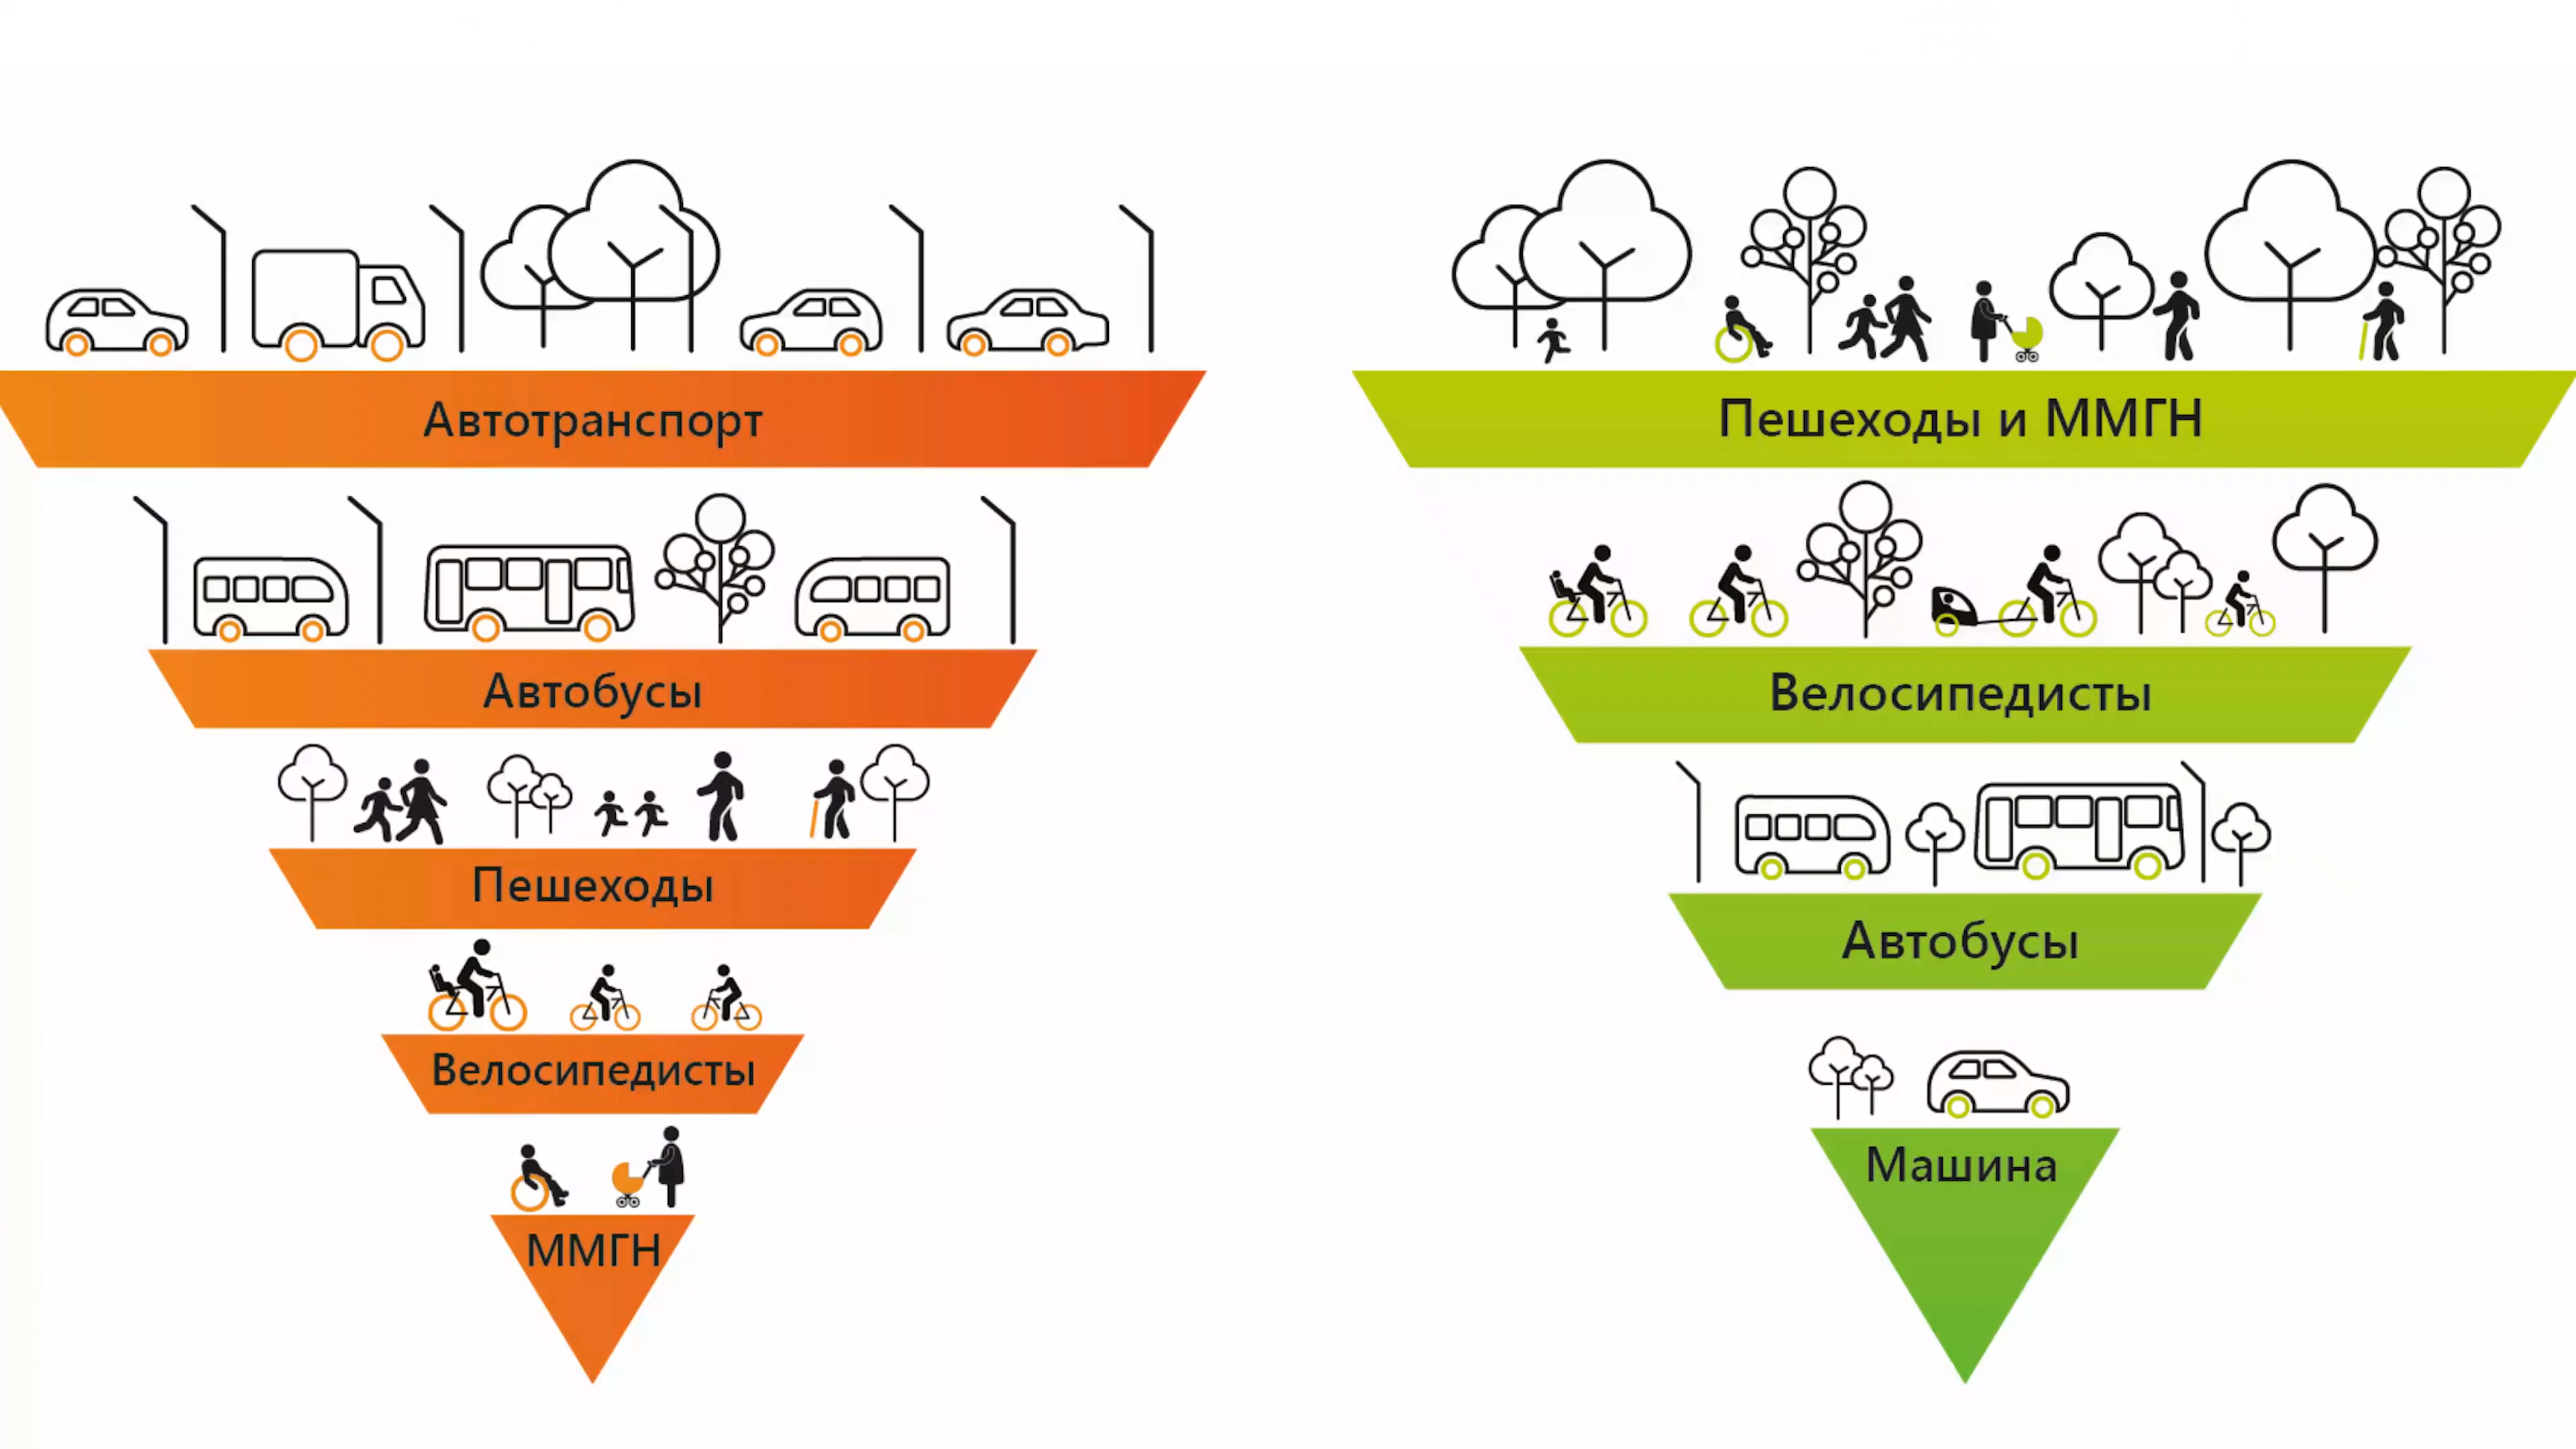 Автотранспорт
Автобусы
Пешеходы
Велосипедисты
ММГН
Пешеходы и ММГН
Велосипедисты
Автобусы
Машина